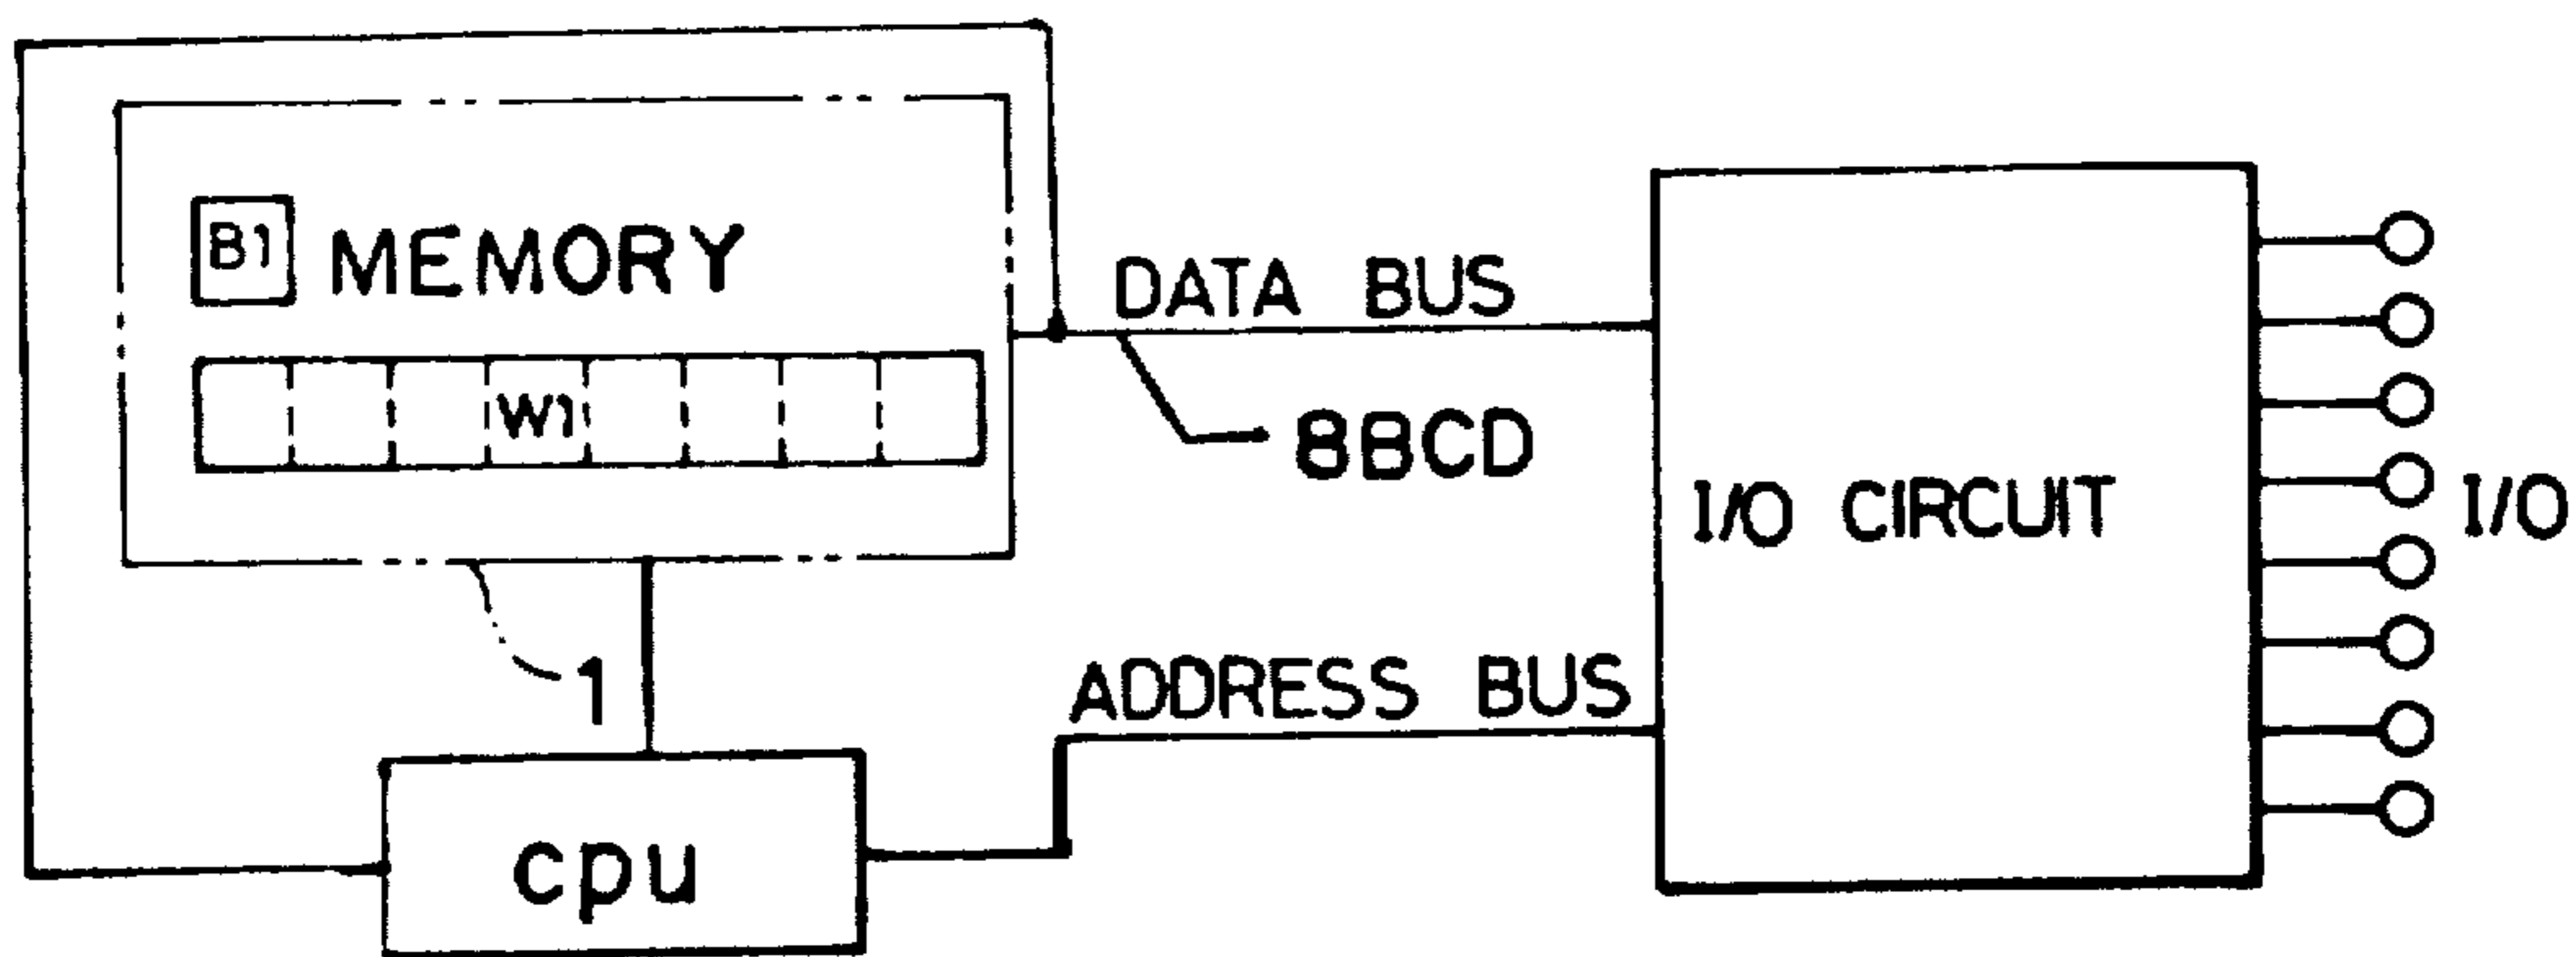 B1 MEMORY
W1
DATA BUS
8BCD
I/O CIRCUIT
I/O
1
ADDRESS BUS
cpu